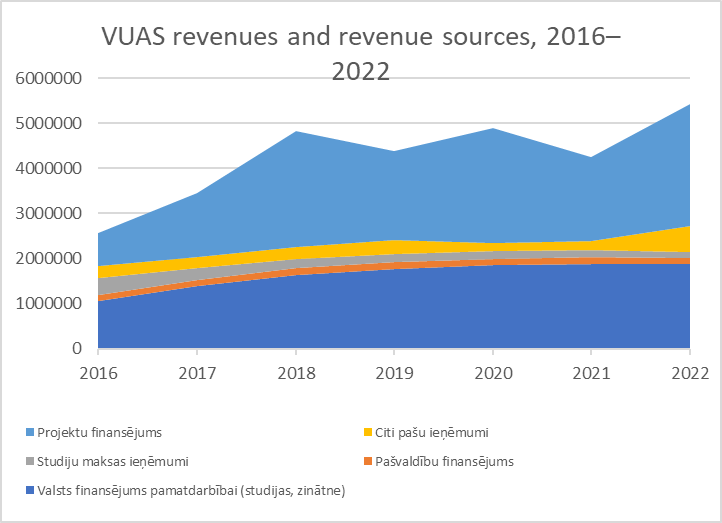 VUAS revenues and revenue sources, 2016–
2022
6000000
5000000
4000000
3000000
2000000
1000000
0
2016 2017 2018 2019 2020 2021 2022
Projektu finansējums
Citi pašu ieņēmumi
Studiju maksas ieņēmumi
Pašvaldību finansējums
Valsts finansējums pamatdarbībai (studijas, zinātne)